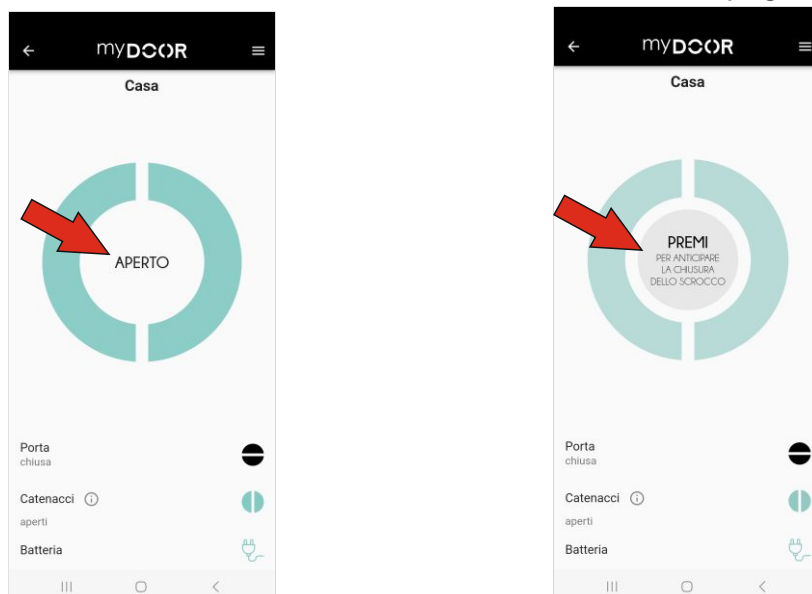 myDOOR
Casa
APERTO
Porta
chiusa
Catenacci
aperti
Batteria
myDOOR
Casa
PREMI
PER ANTICIPARE
LA CHIUSURA
DELLO SCROCCO
Porta
chiusa
Catenacci
aperti
Batteria